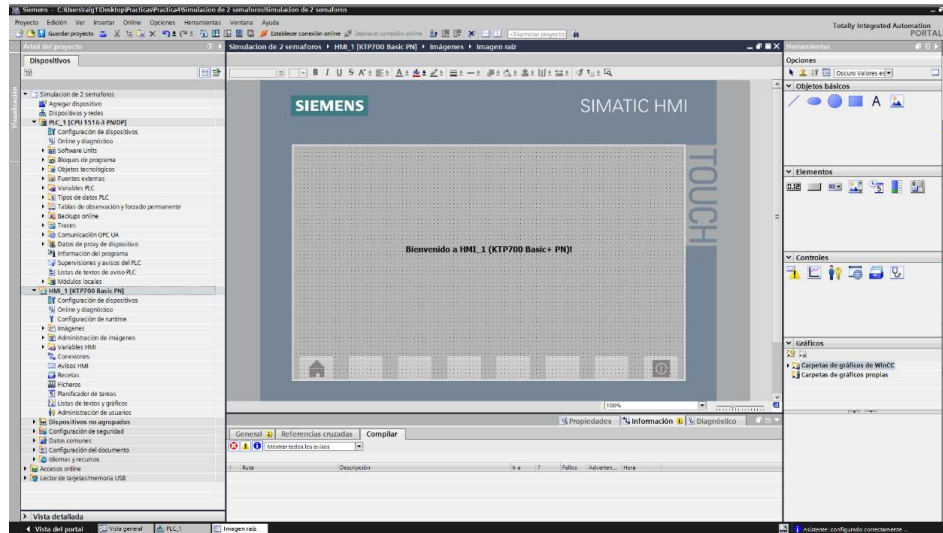 Siemens - C:\Users\raig1\Desktop\Practicas\Practica4\Simulacion de 2 semaforos\Simulacion de 2 semaforos
Proyecto Edición Ver Insertar Online Opciones Herramientas Ventana Ayuda
Totally Integrated Automation
PORTAL
Guardar proyecto
Establecer conexión online
Deshacer conexión online
<Examinar proyecto>
Árbol del proyecto
Dispositivos
Visualización
Simulacion de 2 semaforos
Agregar dispositivo
Dispositivos y redes
PLC_1 [CPU 1516-3 PN/DP]
Configuración de dispositivos
Online y diagnóstico
Software Units
Bloques de programa
Objetos tecnológicos
Fuentes externas
Variables PLC
Tipos de datos PLC
Tablas de observación y forzado permanente
Backups online
Traces
Comunicación OPC UA
Datos de proxy de dispositivo
Información del programa
Supervisiones y avisos del PLC
Listas de textos de aviso PLC
Módulos locales
HMI_1 [KTP700 Basic PN]
Configuración de dispositivos
Online y diagnóstico
Configuración de runtime
Imágenes
Administración de imágenes
Variables HMI
Conexiones
Avisos HMI
Recetas
Ficheros
Planificador de tareas
Listas de textos y gráficos
Administración de usuarios
Dispositivos no agrupados
Configuración de seguridad
Datos comunes
Configuración del documento
Idiomas y recursos
Accesos online
Lector de tarjetas/memoria USB
Vista detallada
Simulacion de 2 semaforos HMI_1 [KTP700 Basic PN] Imágenes Imagen raíz
SIEMENS
SIMATIC HMI
TOUCH
Bienvenido a HMI_1 (KTP700 Basic+ PN)!
100%
Propiedades Información Diagnóstico
General Referencias cruzadas Compilar
Mostrar todos los avisos
! Ruta Descripción Ir a ? Fallos Adverten... Hora
Herramientas
Opciones
Objetos básicos
Elementos
Controles
Gráficos
Carpetas de gráficos de WinCC
Carpetas de gráficos propias
Vista del portal Vista general PLC_1 Imagen raíz
Asistente: configurado correctamente ...